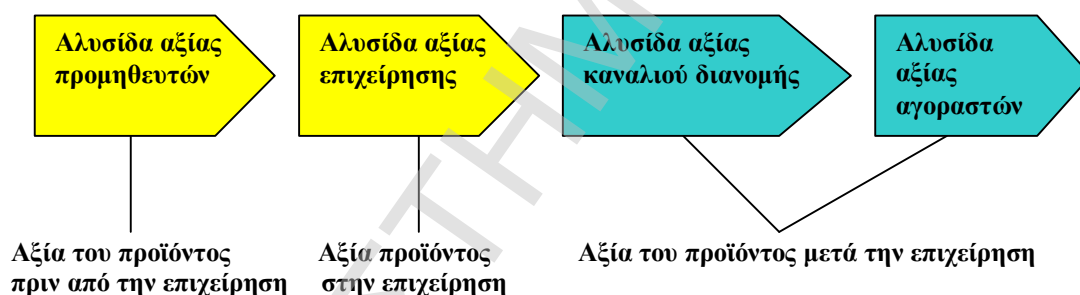 Αλυσίδα αξίας
προμηθευτών
Αλυσίδα αξίας
επιχείρησης
Αλυσίδα αξίας
καναλιού διανομής
Αλυσίδα
αξίας
αγοραστών
Αξία του προϊόντος
πριν από την επιχείρηση
Αξία προϊόντος
στην επιχείρηση
Αξία του προϊόντος μετά την επιχείρηση